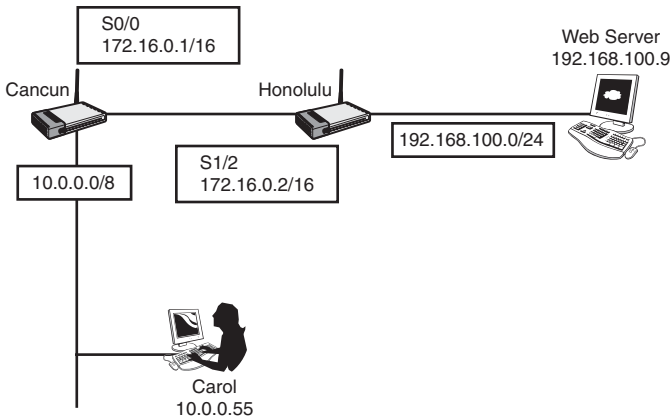 S0/0
172.16.0.1/16
Web Server
192.168.100.9
Cancun
Honolulu
192.168.100.0/24
S1/2
172.16.0.2/16
10.0.0.0/8
Carol
10.0.0.55